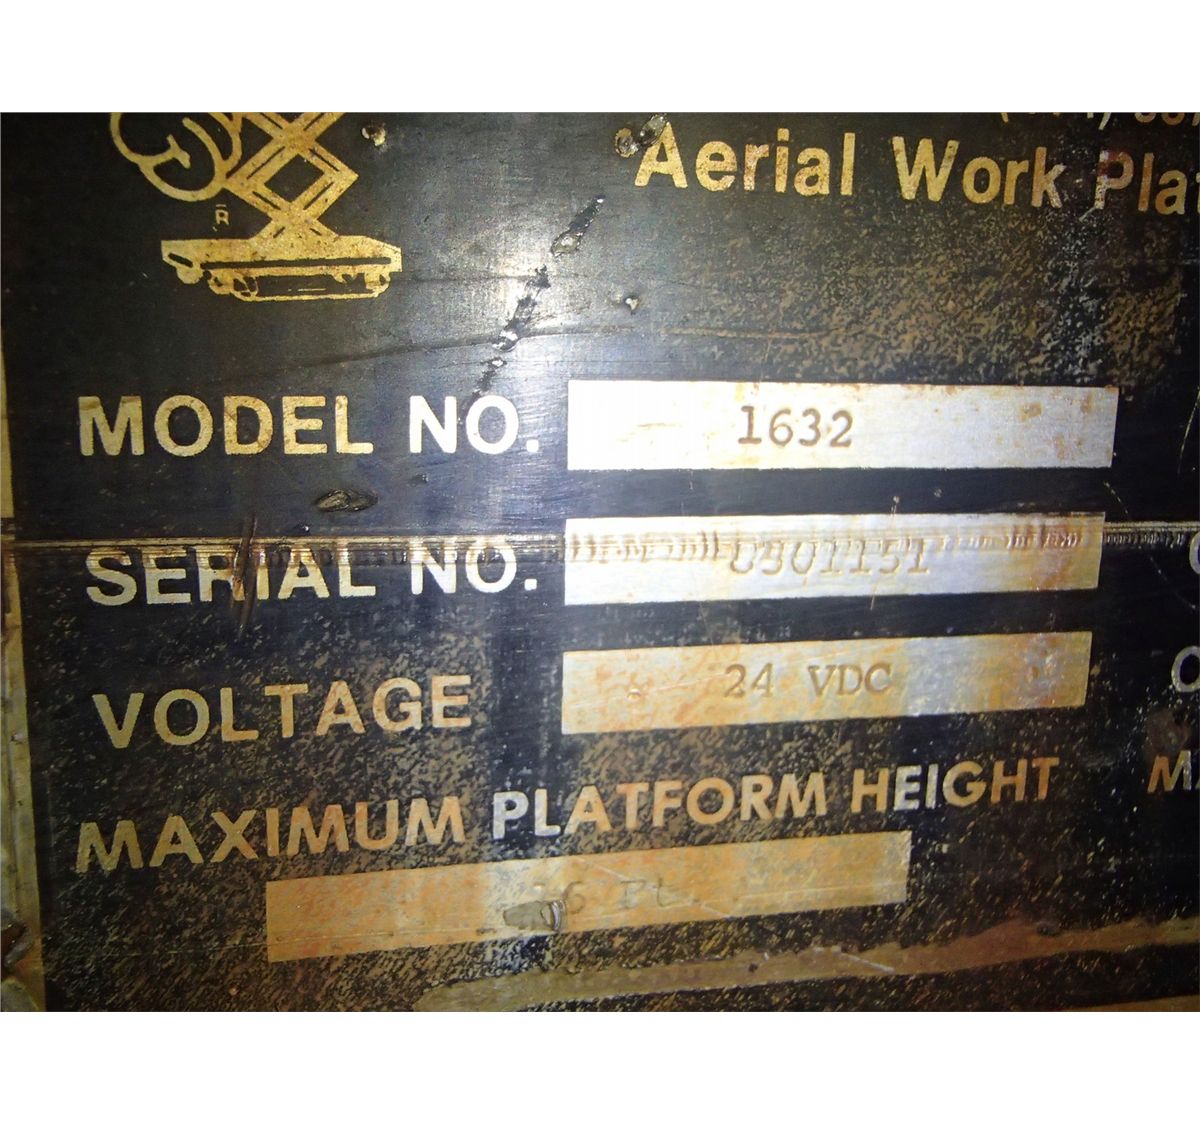 Aerial Work Pla
MODEL NO. 1632
SERIAL NO.
VOLTAGE 24 VDC
MAXIMUM PLATFORM HEIGHT